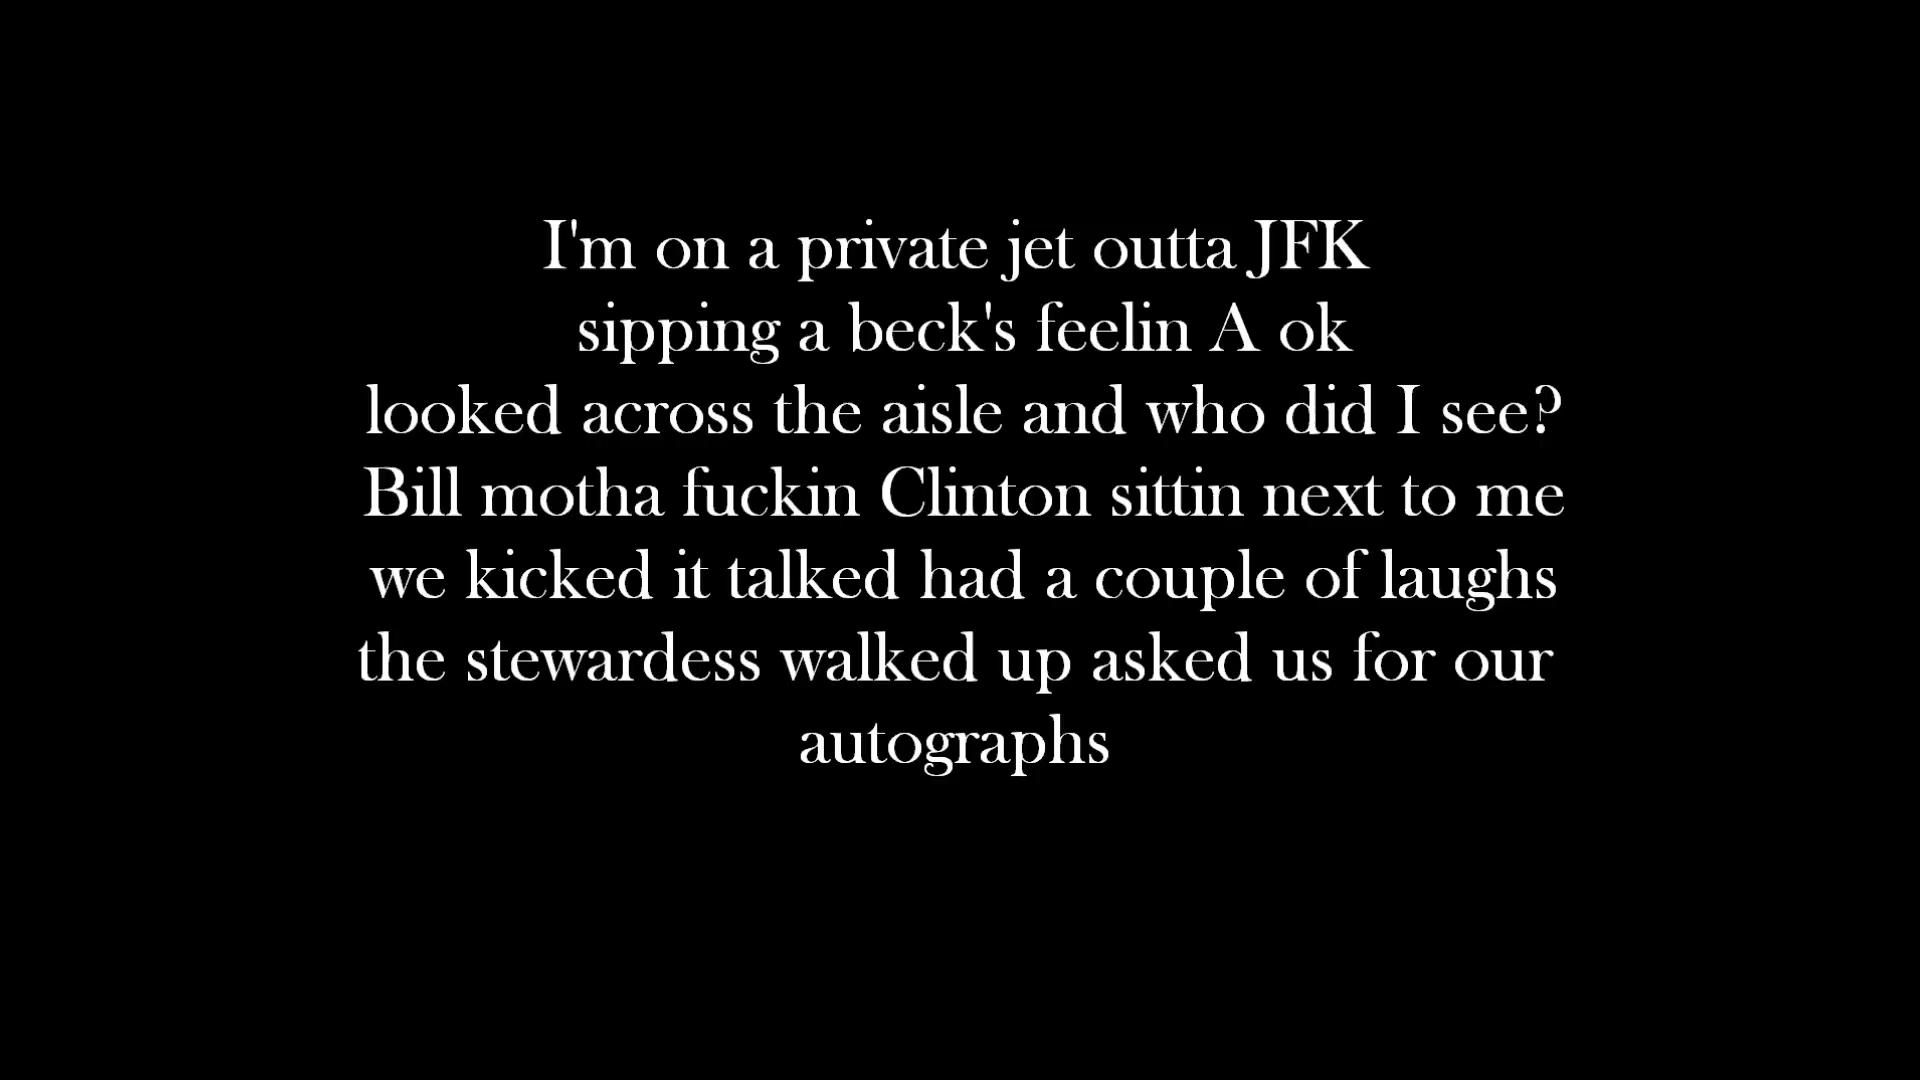 I'm on a private jet outta JFK
sipping a beck's feelin A ok
looked across the aisle and who did I see?
Bill motha fuckin Clinton sittin next to me
we kicked it talked had a couple of laughs
the stewardess walked up asked us for our
autographs